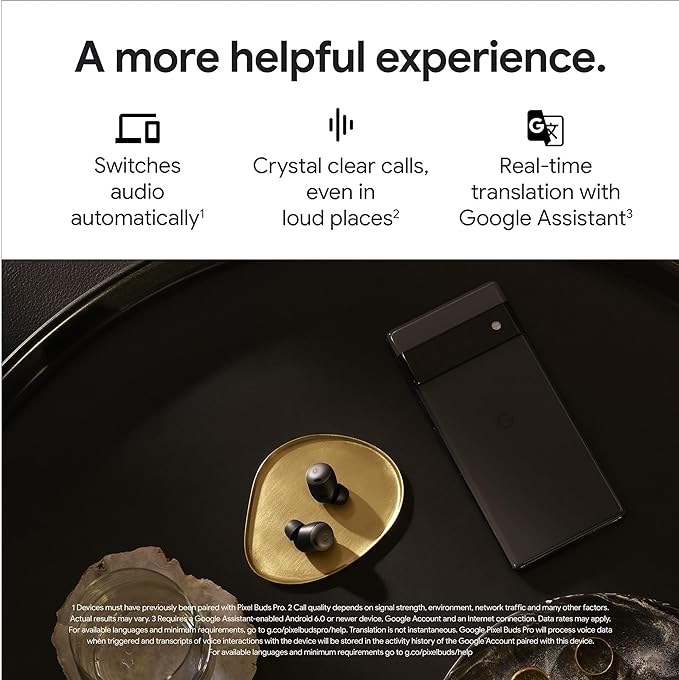 A more helpful experience.
Switches
audio
automatically¹
Crystal clear calls,
even in
loud places²
G
Real-time
translation with
Google Assistant³
G
1 Devices must have previously been paired with Pixel Buds Pro. 2 Call quality depends on signal strength, environment, network traffic and many other factors.
Actual results may vary. 3 Requires a Google Assistant-enabled Android 6.0 or newer device, Google Account and an Internet connection. Data rates may apply.
For available languages and minimum requirements, go to g.co/pixelbudspro/help. Translation is not instantaneous. Google Pixel Buds Pro will process voice data
when triggered and transcripts of voice interactions with the device will be stored in the activity history of the Google Account paired with this device.
For available languages and minimum requirements go to g.co/pixelbuds/help